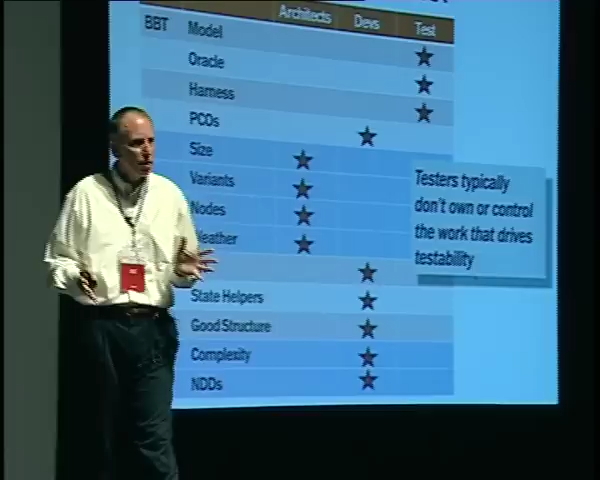 Architects Devs Test
BBT Model
Oracle
Harness
PCOs
Size
Variants
Nodes
Weather
State Helpers
Good Structure
Complexity
NDDs
Testers typically
don't own or control
the work that drives
testability